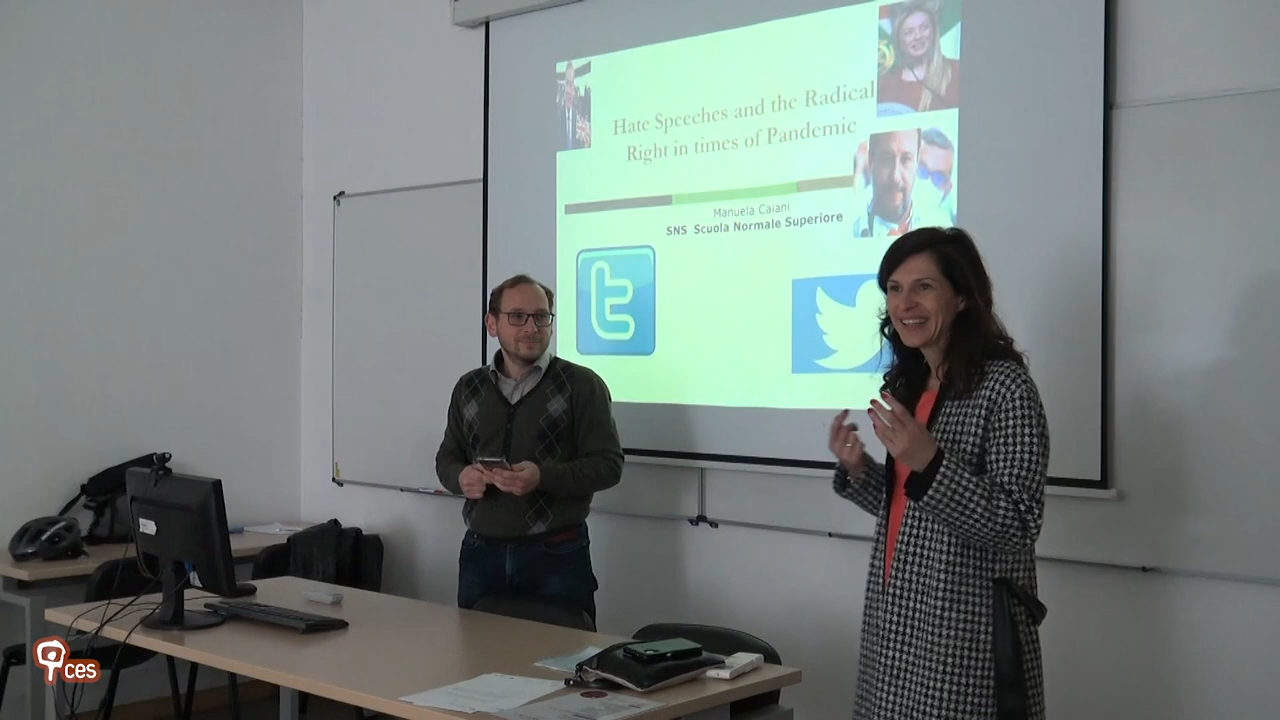 Hate Speeches and the Radical
Right in times of Pandemic
Manuela Caiani
SNS Scuola Normale Superiore
ces